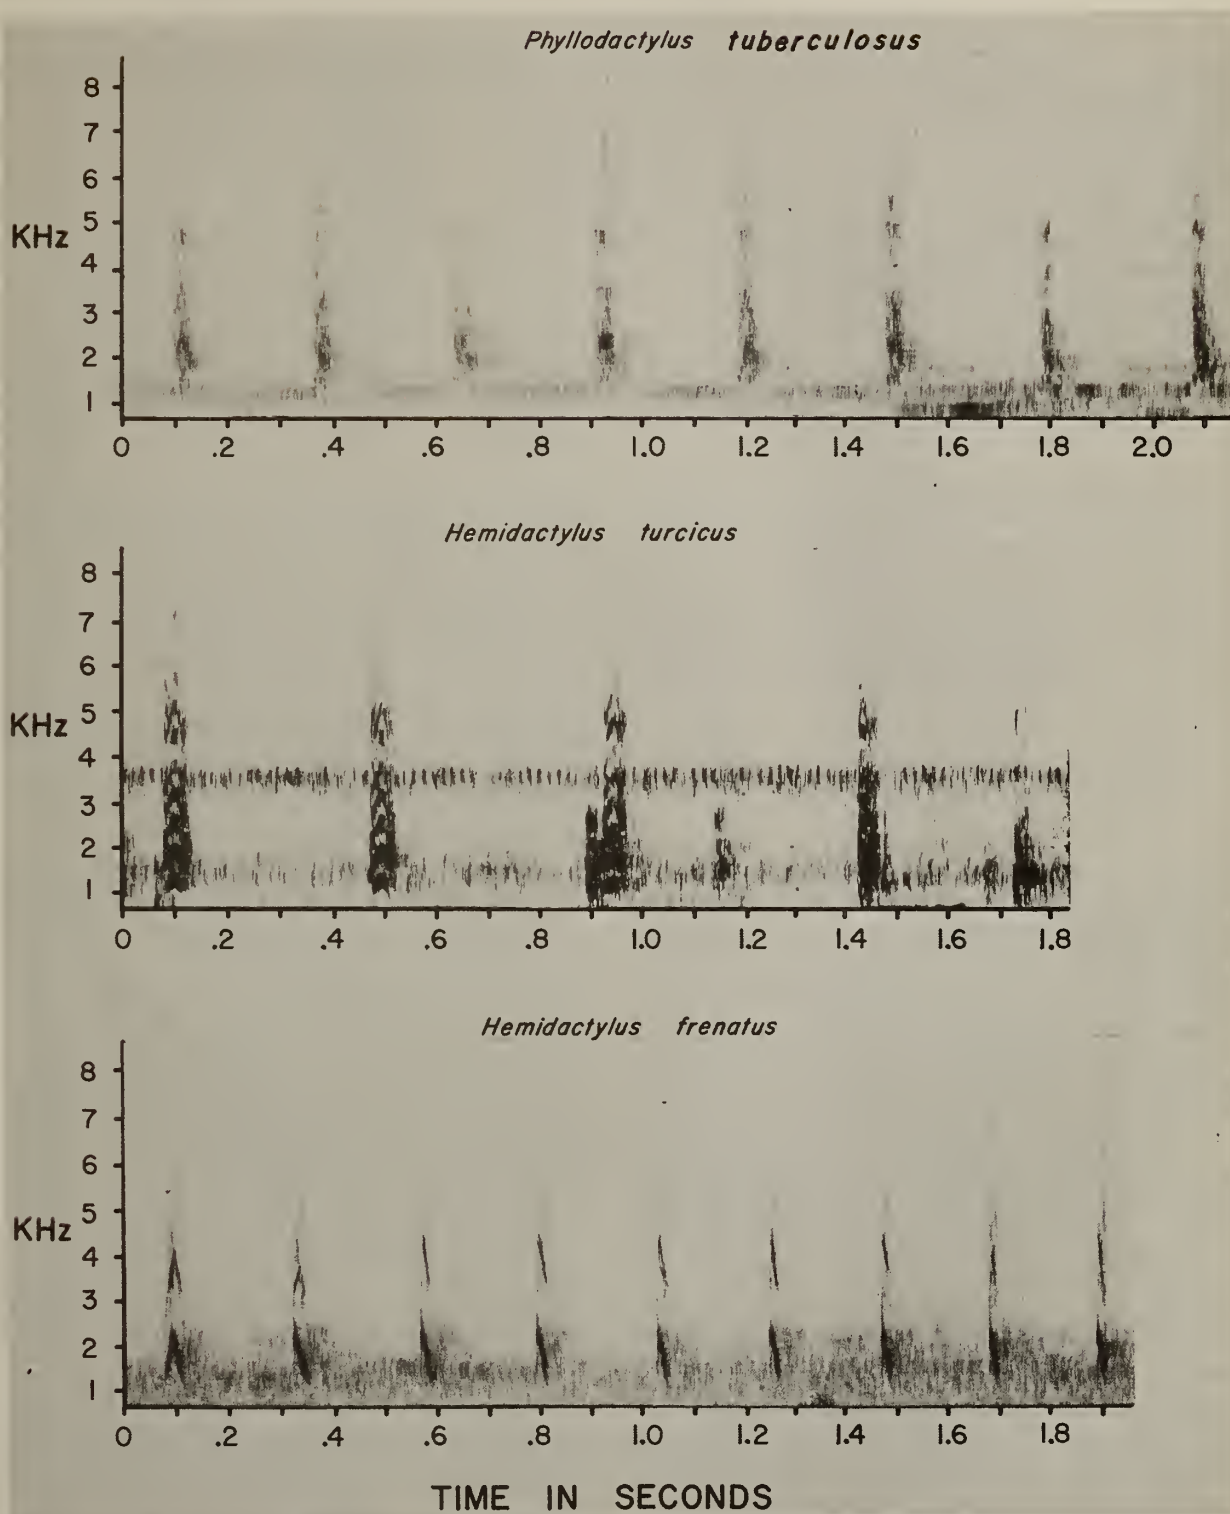 Phyllodactylus tuberculosus
8
7
6
KHz 5
4
3
2
1
0 .2 .4 .6 .8 1.0 1.2 1.4 1.6 1.8 2.0
Hemidactylus turcicus
8
7
6
KHz 5
4
3
2
1
0 .2 .4 .6 .8 1.0 1.2 1.4 1.6 1.8
Hemidactylus frenatus
8
7
6
KHz 5
4
3
2
1
0 .2 .4 .6 .8 1.0 1.2 1.4 1.6 1.8
TIME IN SECONDS